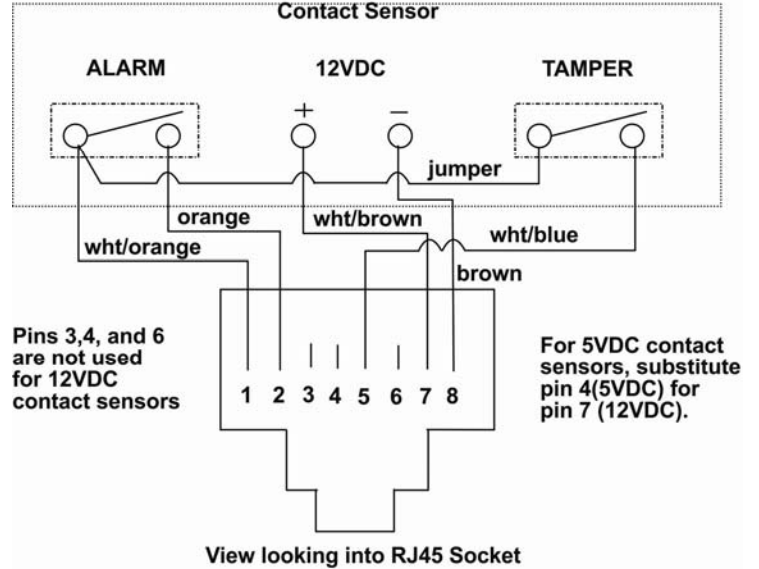 Contact Sensor
ALARM 12VDC TAMPER
+ −
jumper
orange wht/brown wht/blue
wht/orange
brown
Pins 3,4, and 6
are not used
for 12VDC
contact sensors
For 5VDC contact
sensors, substitute
pin 4(5VDC) for
pin 7 (12VDC).
1 2 3 4 5 6 7 8
View looking into RJ45 Socket